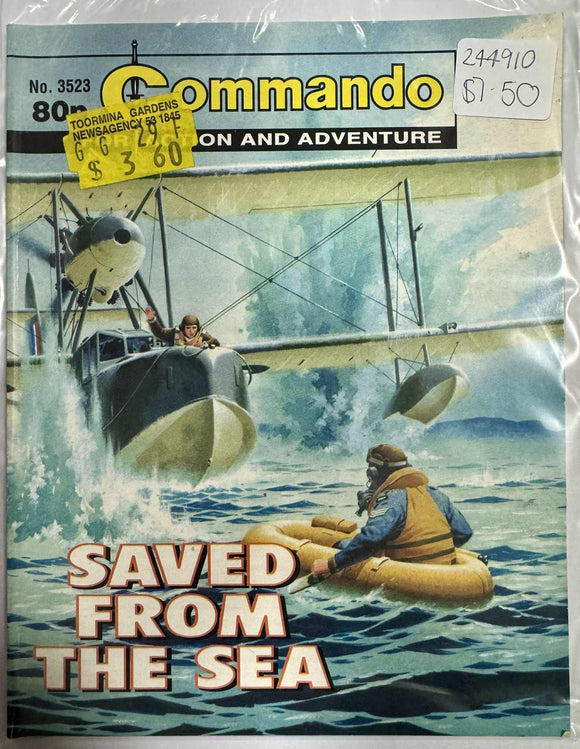 No. 3523
80p
Commando
244910
$7.50
TOORMINA GARDENS
NEWSAGENCY 53 1845
G G 29 F
$ 3 60
ION AND ADVENTURE
SAVED
FROM
THE SEA